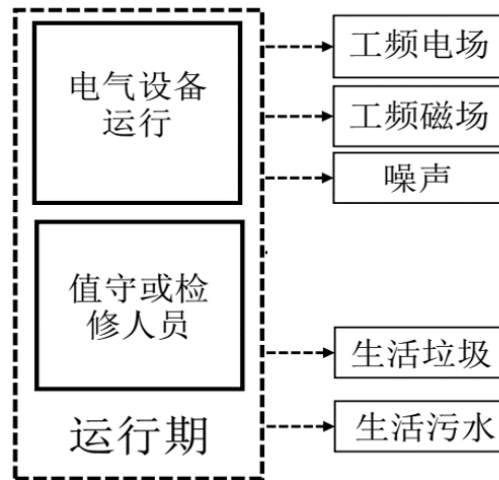 电气设备
运行
工频电场
工频磁场
噪声
值守或检
修人员
生活垃圾
生活污水
运行期